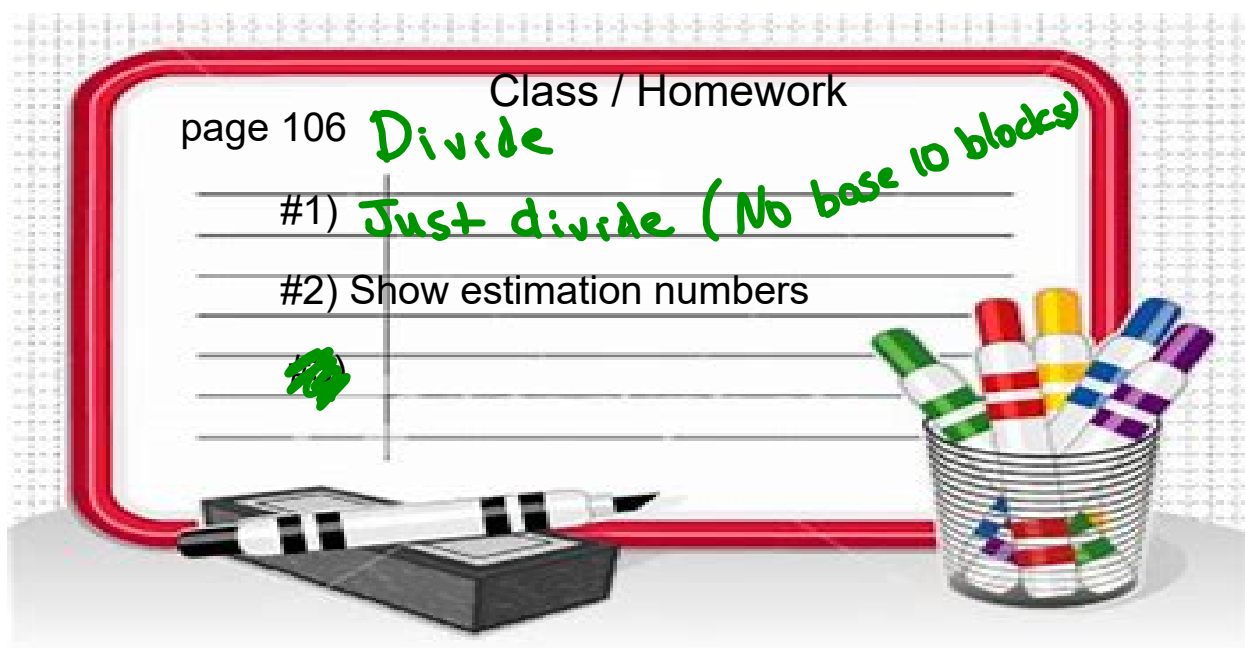 Class / Homework
page 106 Divide
#1) Just divide (No base 10 blocks)
#2) Show estimation numbers